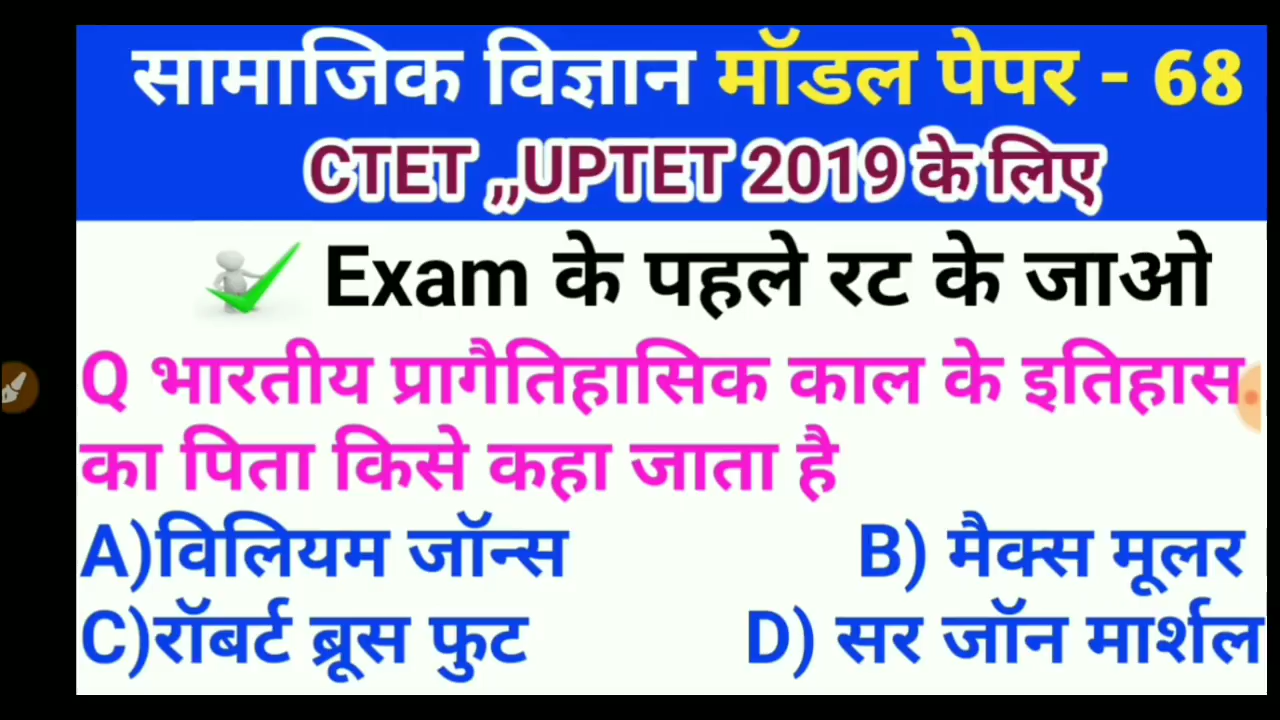 सामाजिक विज्ञान मॉडल पेपर - 68
CTET ,,UPTET 2019 के लिए
Exam के पहले रट के जाओ
Q भारतीय प्रागैतिहासिक काल के इतिहास
का पिता किसे कहा जाता है
A)विलियम जॉन्स B) मैक्स मूलर
C)रॉबर्ट ब्रूस फुट D) सर जॉन मार्शल